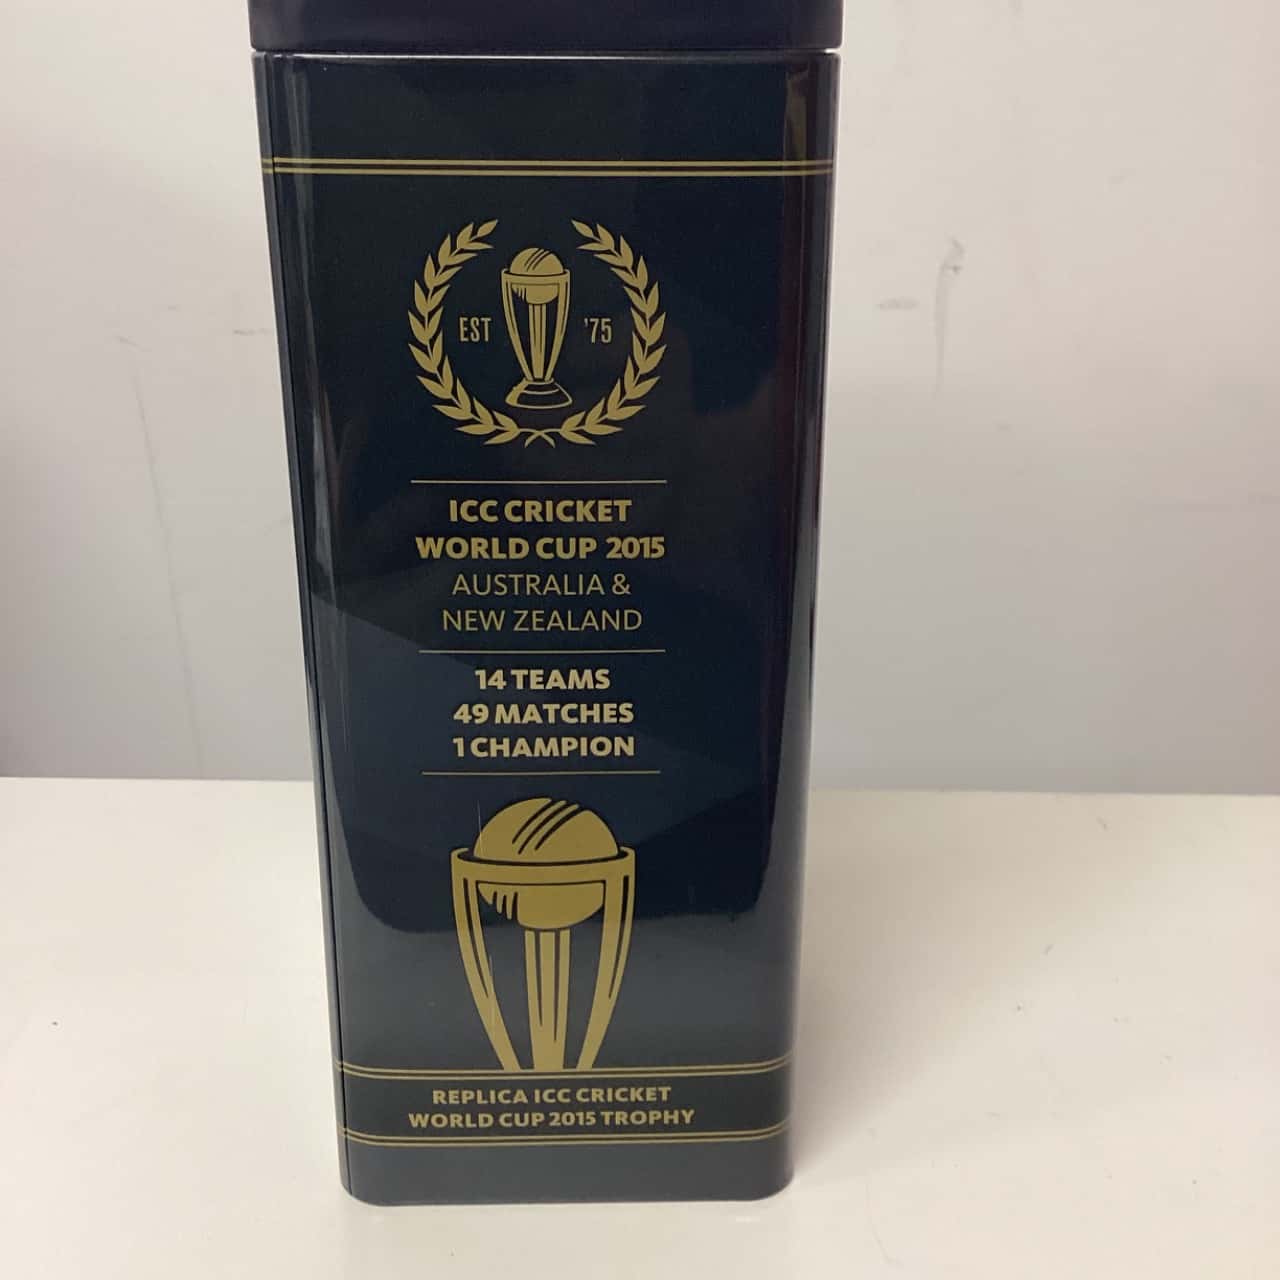 EST '75
ICC CRICKET
WORLD CUP 2015
AUSTRALIA &
NEW ZEALAND
14 TEAMS
49 MATCHES
1 CHAMPION
REPLICA ICC CRICKET
WORLD CUP 2015 TROPHY